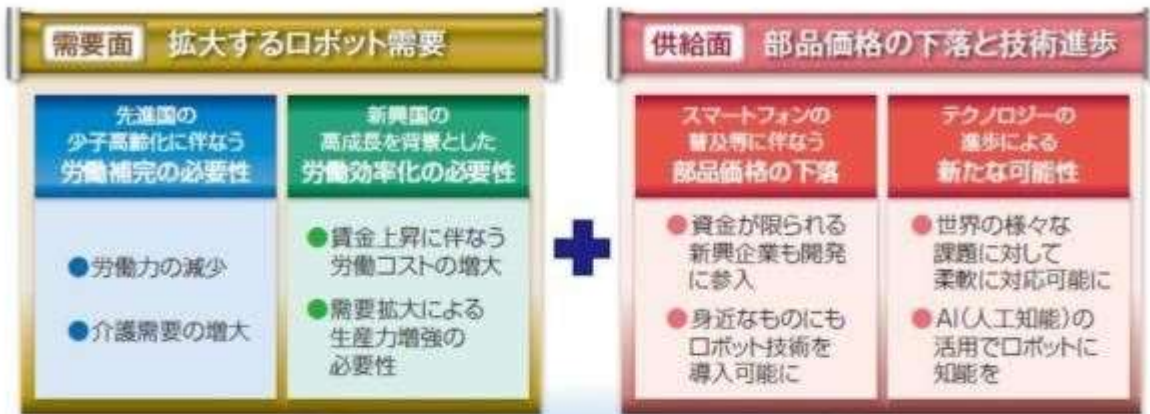 需要面 拡大するロボット需要
先進国の
少子高齢化に伴なう
労働補完の必要性
●労働力の減少
●介護需要の増大
新興国の
高成長を背景とした
労働効率化の必要性
●賃金上昇に伴なう
労働コストの増大
●需要拡大による
生産力増強の
必要性
供給面 部品価格の下落と技術進歩
スマートフォンの
普及等に伴なう
部品価格の下落
●資金が限られる
新興企業も開発
に参入
●身近なものにも
ロボット技術を
導入可能に
テクノロジーの
進歩による
新たな可能性
●世界の様々な
課題に対して
柔軟に対応可能に
●AI(人工知能)の
活用でロボットに
知能を